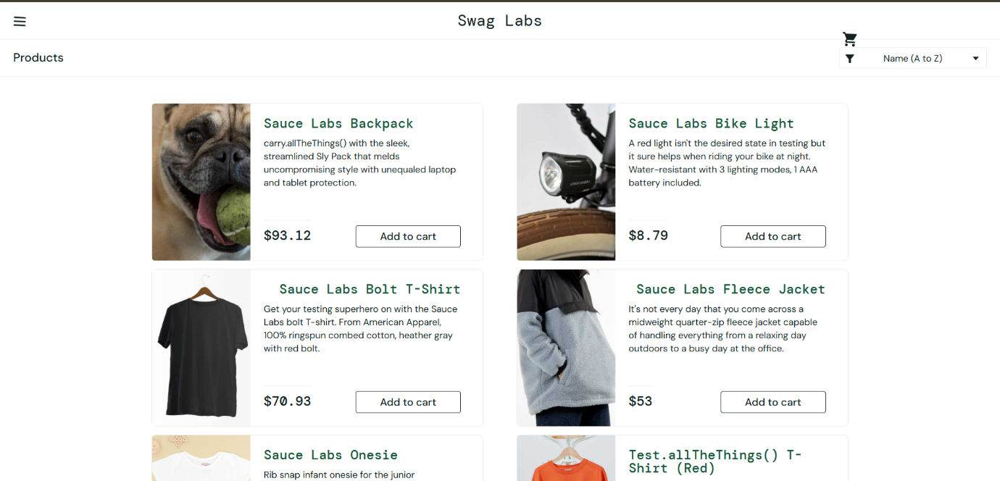 Swag Labs
Products
Name (A to Z)
Sauce Labs Backpack
carry.allTheThings() with the sleek,
streamlined Sly Pack that melds
uncompromising style with unequaled laptop
and tablet protection.
$93.12
Add to cart
Sauce Labs Bike Light
A red light isn't the desired state in testing but
it sure helps when riding your bike at night.
Water-resistant with 3 lighting modes, 1 AAA
battery included.
$8.79
Add to cart
Sauce Labs Bolt T-Shirt
Get your testing superhero on with the Sauce
Labs bolt T-shirt. From American Apparel,
100% ringspun combed cotton, heather gray
with red bolt.
$70.93
Add to cart
Sauce Labs Fleece Jacket
It's not every day that you come across a
midweight quarter-zip fleece jacket capable
of handling everything from a relaxing day
outdoors to a busy day at the office.
$53
Add to cart
Sauce Labs Onesie
Rib snap infant onesie for the junior
Test.allTheThings() T-
Shirt (Red)